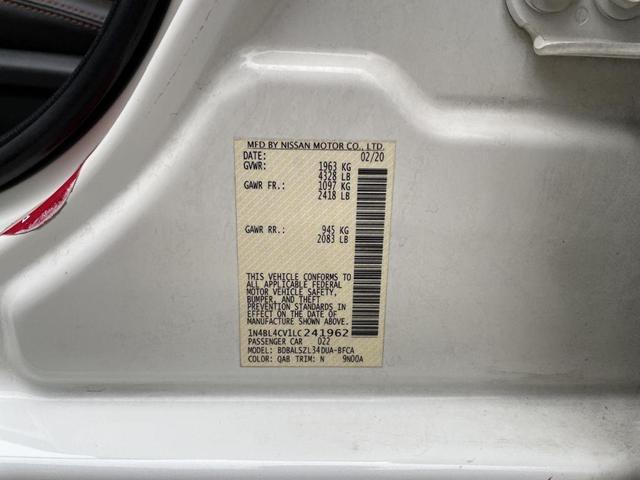 MFD BY NISSAN MOTOR CO., LTD.
DATE: 02/20
GVWR: 1963 KG
4328 LB
GAWR FR.: 1097 KG
2418 LB
GAWR RR.: 945 KG
2083 LB
THIS VEHICLE CONFORMS TO
ALL APPLICABLE FEDERAL
MOTOR VEHICLE SAFETY,
BUMPER, AND THEFT
PREVENTION STANDARDS IN
EFFECT ON THE DATE OF
MANUFACTURE SHOWN ABOVE.
1N4BL4CV1LC241962
PASSENGER CAR 022
MODEL: BDBALSZL34DUA-BFCA
COLOR: QAB TRIM: N 9N00A